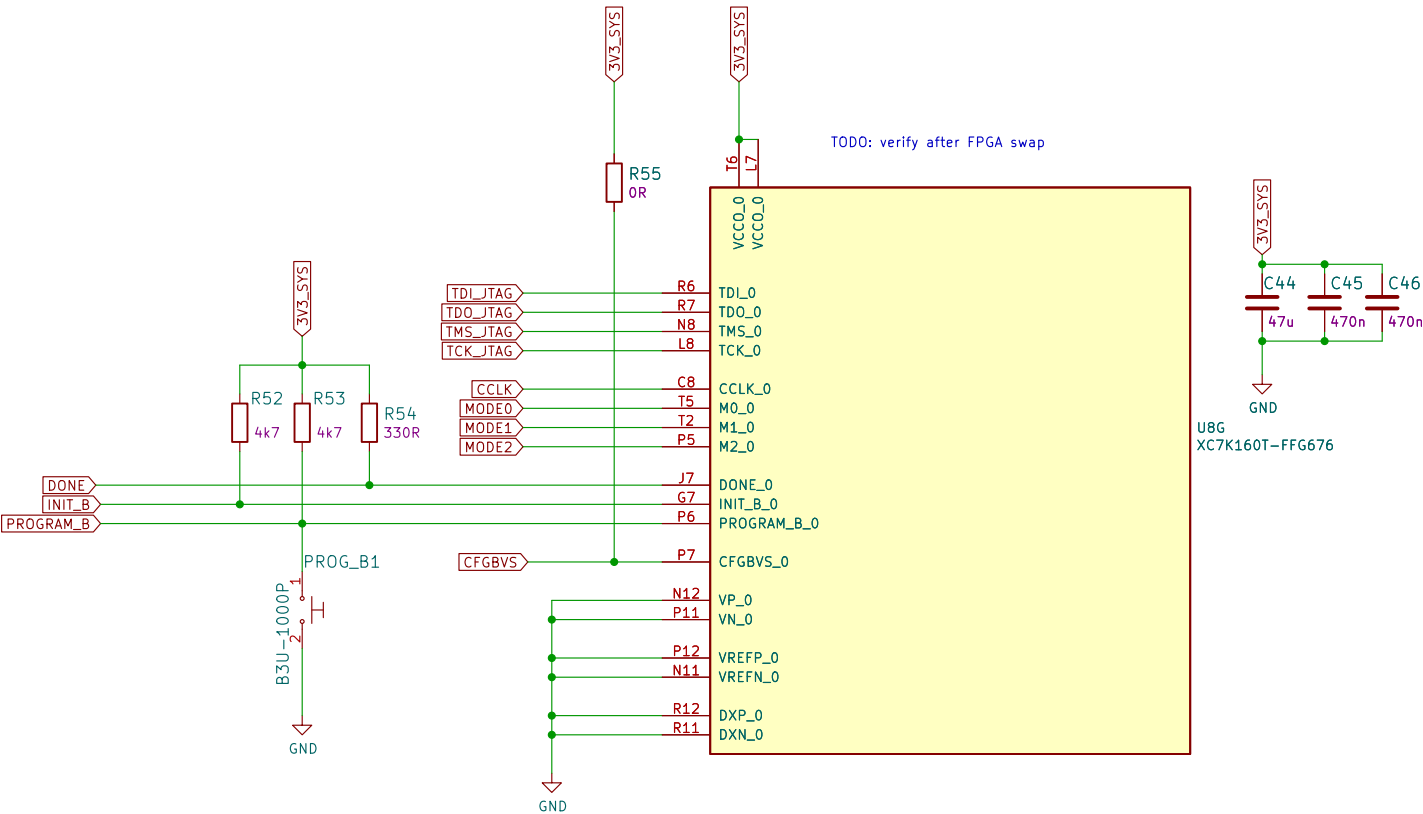 3V3_SYS
3V3_SYS
TODO: verify after FPGA swap
T6
L7
R55
0R
VCCO_0
VCCO_0
3V3_SYS
3V3_SYS
C44
47u
C45
470n
C46
470n
GND
TDI_JTAG
R6
TDI_0
TDO_JTAG
R7
TDO_0
TMS_JTAG
N8
TMS_0
TCK_JTAG
L8
TCK_0
CCLK
C8
CCLK_0
MODE0
T5
M0_0
MODE1
T2
M1_0
MODE2
P5
M2_0
R52
4k7
R53
4k7
R54
330R
U8G
XC7K160T-FFG676
DONE
J7
DONE_0
INIT_B
G7
INIT_B_0
PROGRAM_B
P6
PROGRAM_B_0
PROG_B1
CFGBVS
P7
CFGBVS_0
1
2
B3U-1000P
GND
N12
VP_0
P11
VN_0
P12
VREFP_0
N11
VREFN_0
R12
DXP_0
R11
DXN_0
GND